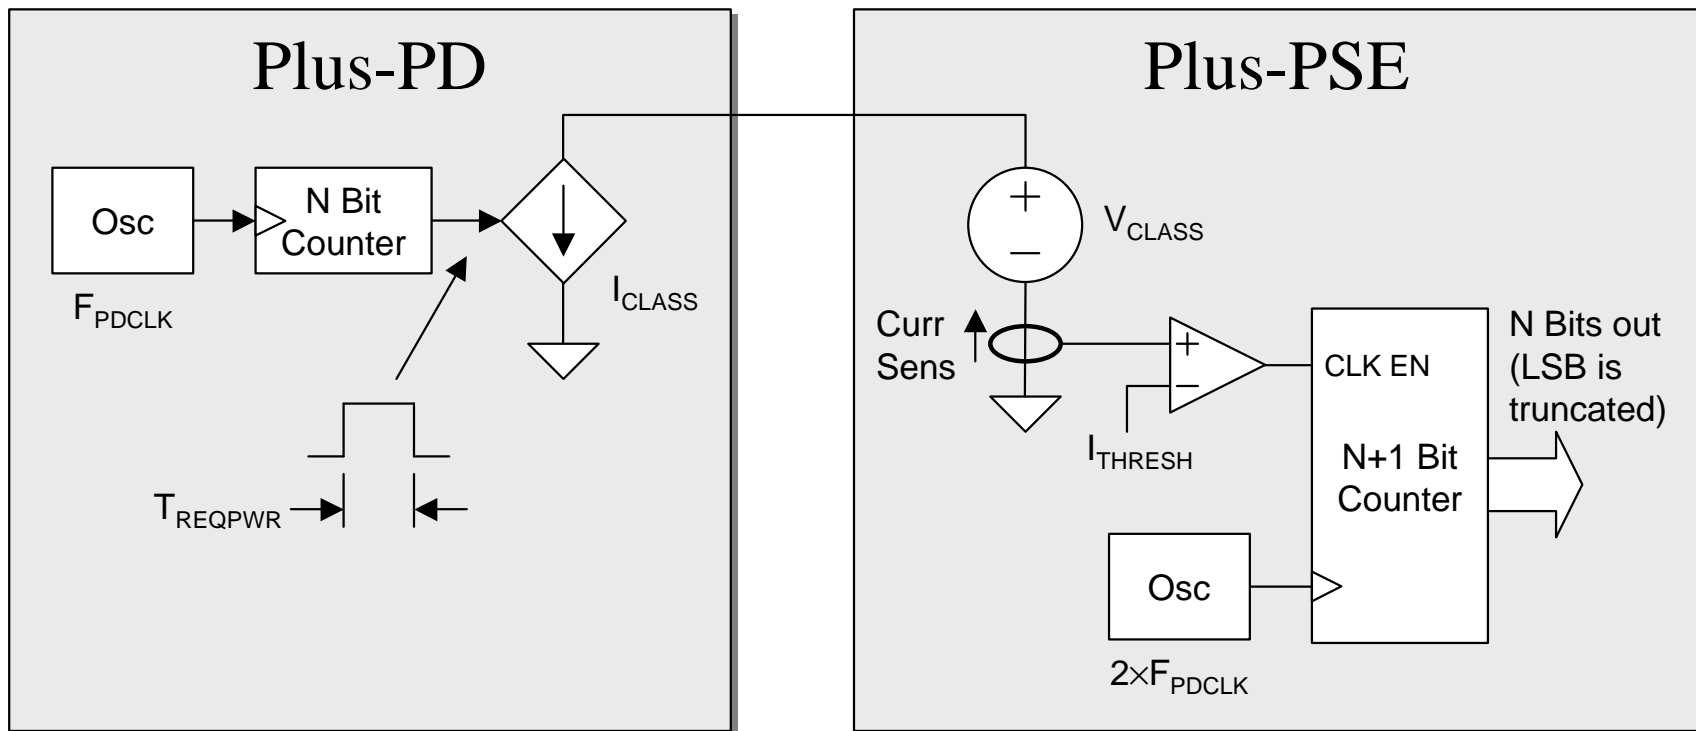 Plus-PD
Osc
F_PDCLK
N Bit
Counter
I_CLASS
T_REQPWR
Plus-PSE
+
−
V_CLASS
Curr
Sens
+
−
I_THRESH
CLK EN
N+1 Bit
Counter
N Bits out
(LSB is
truncated)
Osc
2×F_PDCLK